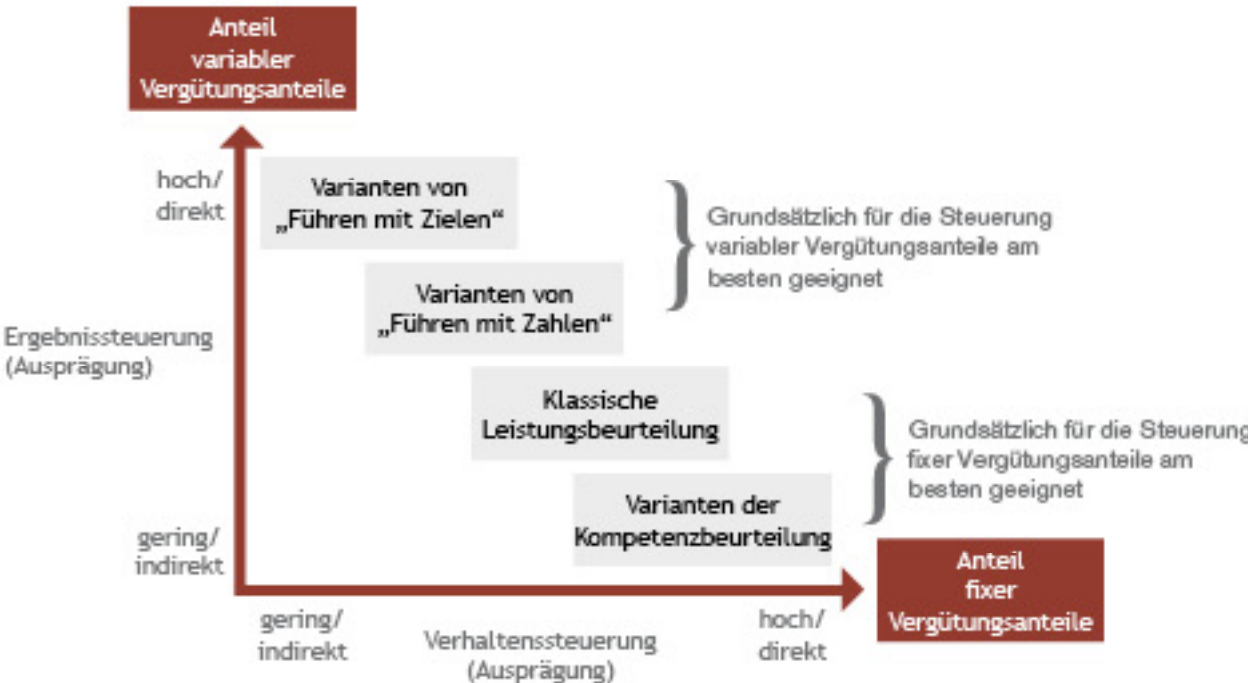 Anteil
variabler
Vergütungsanteile
hoch/
direkt
Varianten von
„Führen mit Zielen“
Grundsätzlich für die Steuerung
variabler Vergütungsanteile am
besten geeignet
Varianten von
„Führen mit Zahlen“
Ergebnissteuerung
(Ausprägung)
Klassische
Leistungsbeurteilung
Grundsätzlich für die Steuerung
fixer Vergütungsanteile am
besten geeignet
Varianten der
Kompetenzbeurteilung
gering/
indirekt
Anteil
fixer
Vergütungsanteile
gering/
indirekt
Verhaltenssteuerung
(Ausprägung)
hoch/
direkt